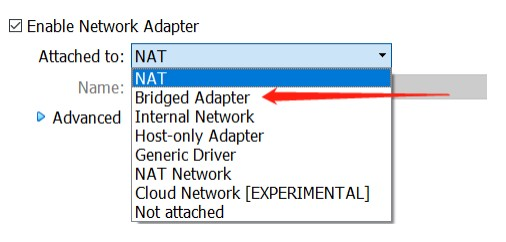 Enable Network Adapter
Attached to: NAT
NAT
Name:
Bridged Adapter
Advanced
Internal Network
Host-only Adapter
Generic Driver
NAT Network
Cloud Network [EXPERIMENTAL]
Not attached